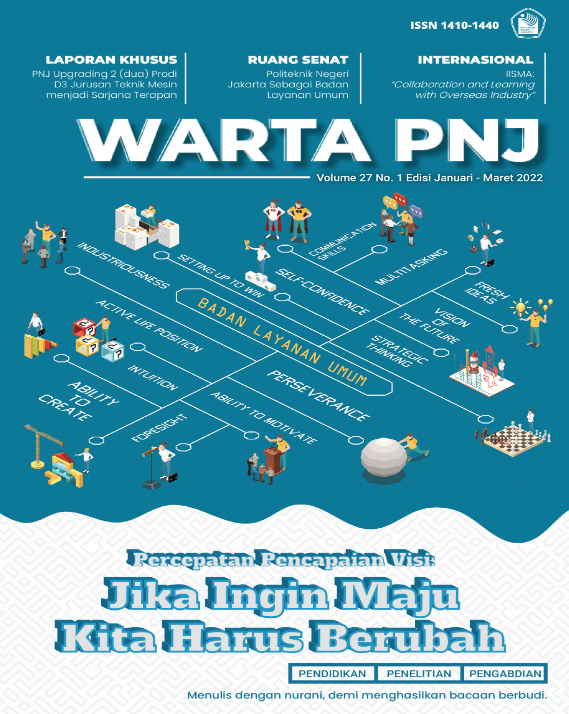 ISSN 1410-1440
LAPORAN KHUSUS
PNJ Upgrading 2 (dua) Prodi
D3 Jurusan Teknik Mesin
menjadi Sarjana Terapan
RUANG SENAT
Politeknik Negeri
Jakarta Sebagai Badan
Layanan Umum
INTERNASIONAL
IISMA:
"Collaboration and Learning
with Overseas Industry"
WARTA PNJ
Volume 27 No. 1 Edisi Januari - Maret 2022
INDUSTRIOUSNESS
SETTING UP TO WIN
SELF-CONFIDENCE
COMMUNICATION
SKILLS
MULTITASKING
FRESH
IDEAS
VISION
OF
THE FUTURE
STRATEGIC
THINKING
BADAN LAYANAN UMUM
ACTIVE LIFE POSITION
INTUITION
PERSEVERANCE
ABILITY
TO
CREATE
FORESIGHT
ABILITY TO MOTIVATE
Percepatan Pencapaian Visi:
Jika Ingin Maju
Kita Harus Berubah
PENDIDIKAN
PENELITIAN
PENGABDIAN
Menulis dengan nurani, demi menghasilkan bacaan berbudi.